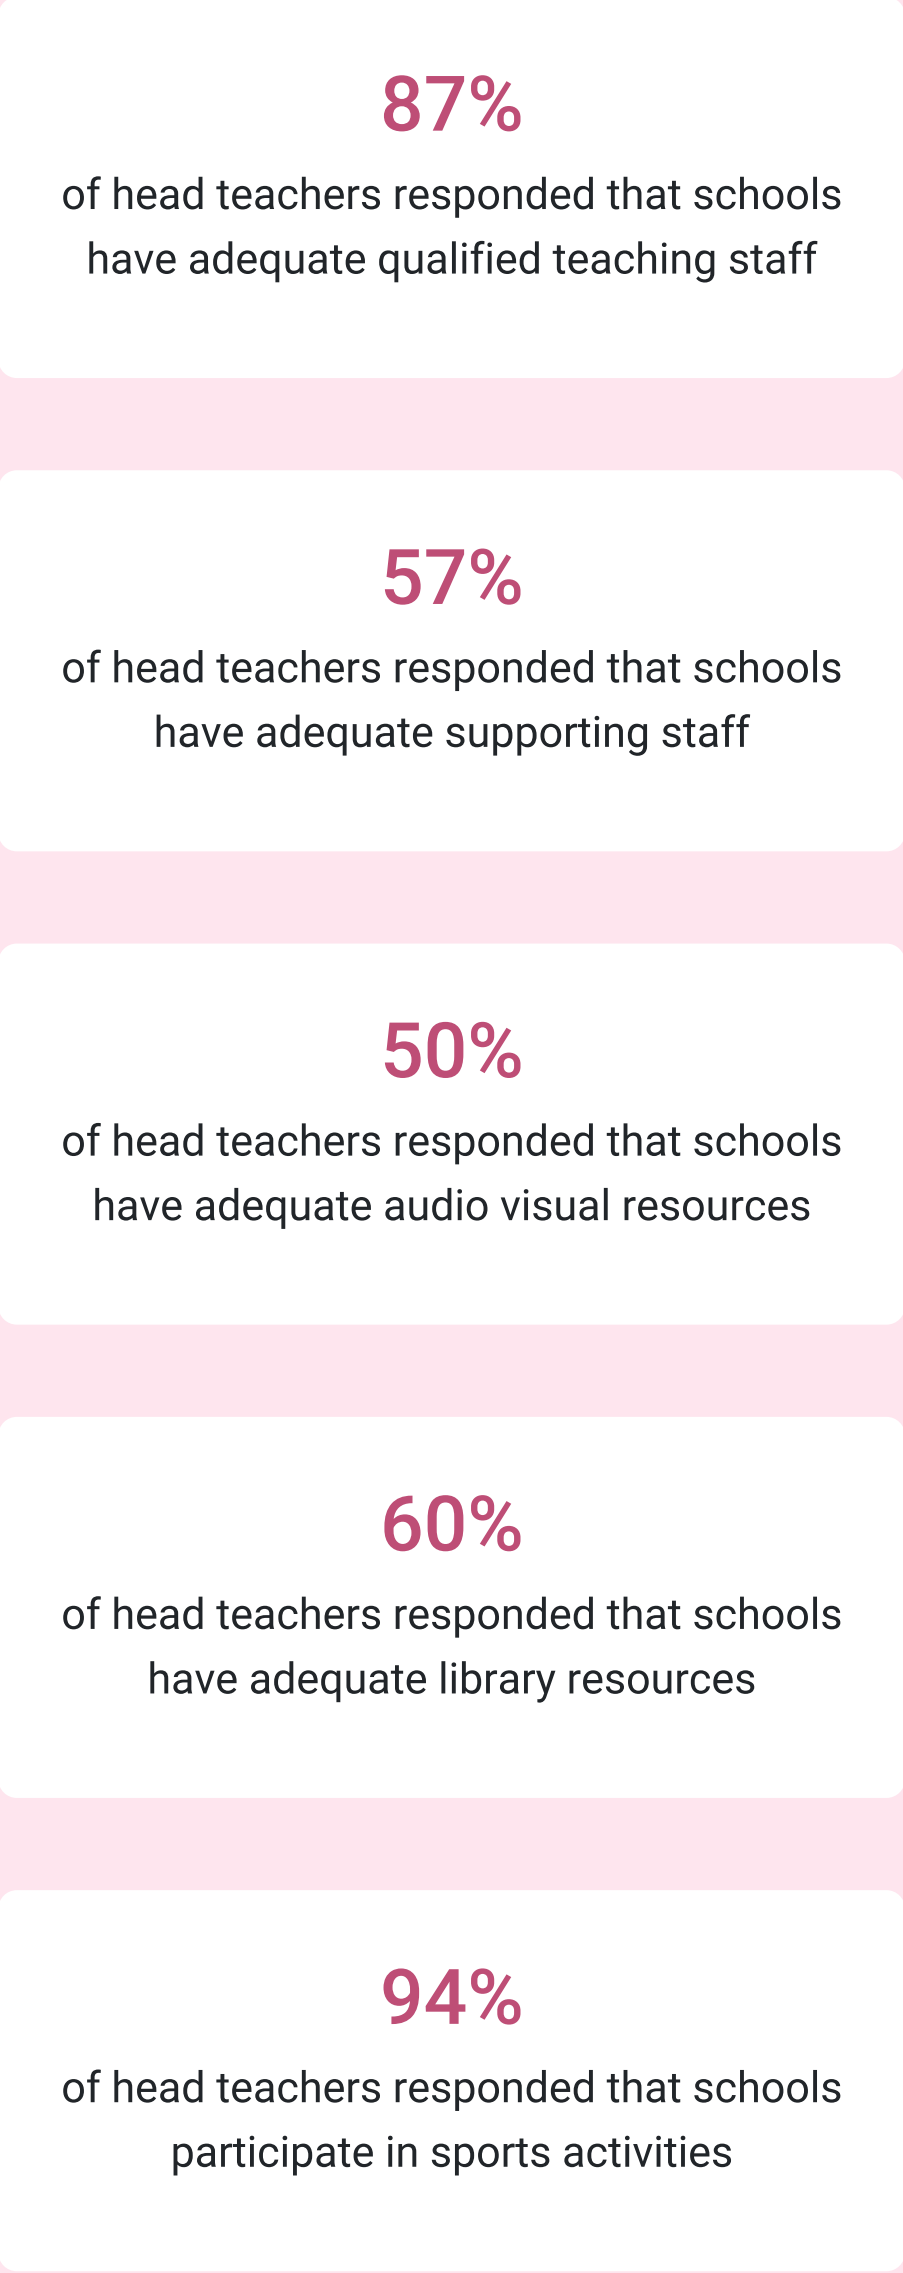 87%
of head teachers responded that schools
have adequate qualified teaching staff
57%
of head teachers responded that schools
have adequate supporting staff
50%
of head teachers responded that schools
have adequate audio visual resources
60%
of head teachers responded that schools
have adequate library resources
94%
of head teachers responded that schools
participate in sports activities